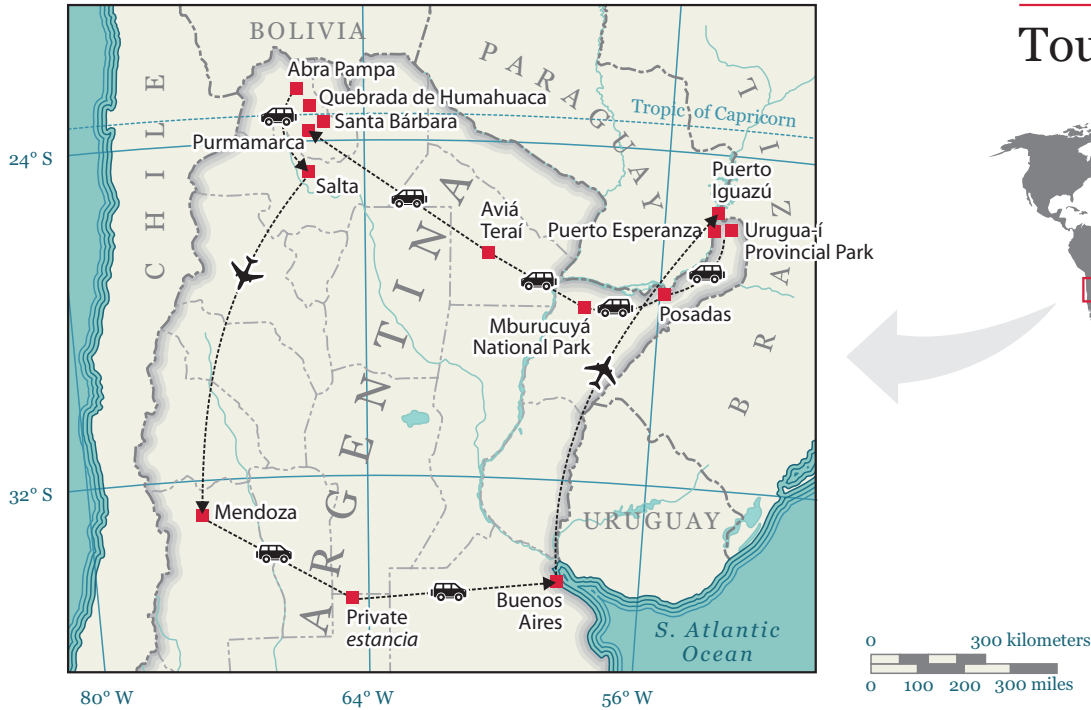 Tou
BOLIVIA
PARAGUAY
CHILE
BRAZIL
ARGENTINA
URUGUAY
Abra Pampa
Quebrada de Humahuaca
Santa Bárbara
Tropic of Capricorn
Purmamarca
24° S
Salta
Puerto
Iguazú
Aviá
Teraí
Puerto Esperanza
Urugua-í
Provincial Park
Mburucuyá
National Park
Posadas
32° S
Mendoza
Private
estancia
Buenos
Aires
S. Atlantic
Ocean
80° W
64° W
56° W
0 300 kilometers
0 100 200 300 miles